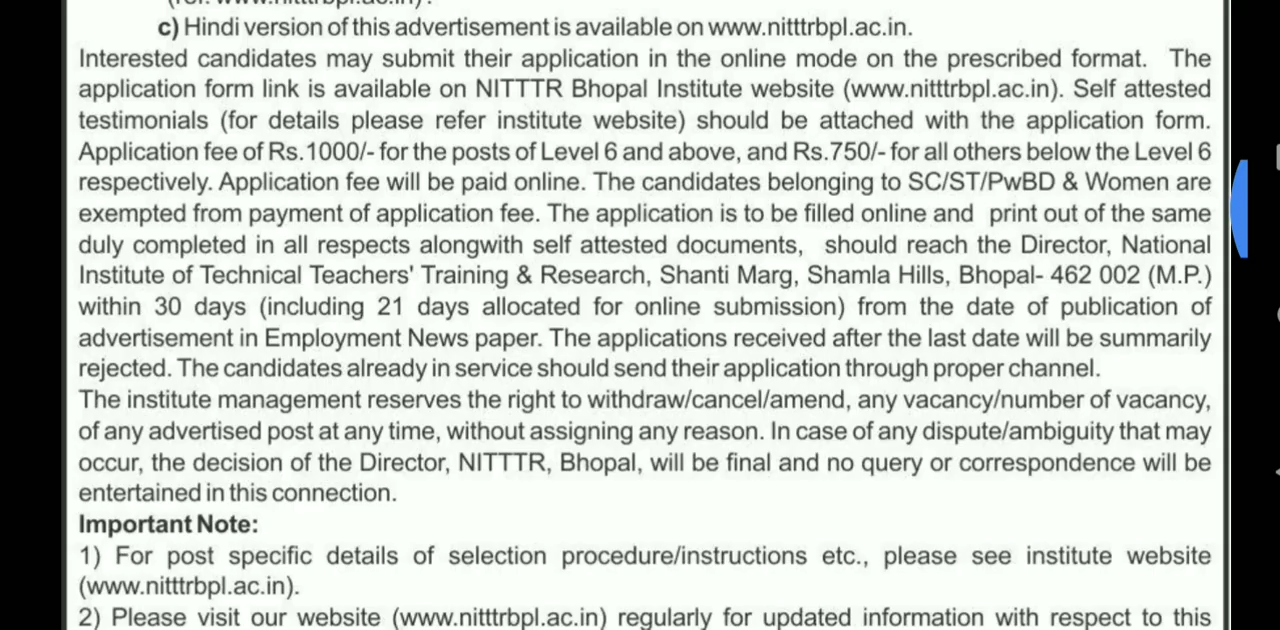 c) Hindi version of this advertisement is available on www.nitttrbpl.ac.in.
Interested candidates may submit their application in the online mode on the prescribed format. The
application form link is available on NITTTR Bhopal Institute website (www.nitttrbpl.ac.in). Self attested
testimonials (for details please refer institute website) should be attached with the application form.
Application fee of Rs.1000/- for the posts of Level 6 and above, and Rs.750/- for all others below the Level 6
respectively. Application fee will be paid online. The candidates belonging to SC/ST/PwBD & Women are
exempted from payment of application fee. The application is to be filled online and print out of the same
duly completed in all respects alongwith self attested documents, should reach the Director, National
Institute of Technical Teachers' Training & Research, Shanti Marg, Shamla Hills, Bhopal- 462 002 (M.P.)
within 30 days (including 21 days allocated for online submission) from the date of publication of
advertisement in Employment News paper. The applications received after the last date will be summarily
rejected. The candidates already in service should send their application through proper channel.
The institute management reserves the right to withdraw/cancel/amend, any vacancy/number of vacancy,
of any advertised post at any time, without assigning any reason. In case of any dispute/ambiguity that may
occur, the decision of the Director, NITTTR, Bhopal, will be final and no query or correspondence will be
entertained in this connection.
Important Note:
1) For post specific details of selection procedure/instructions etc., please see institute website
(www.nitttrbpl.ac.in).
2) Please visit our website (www.nitttrbpl.ac.in) regularly for updated information with respect to this